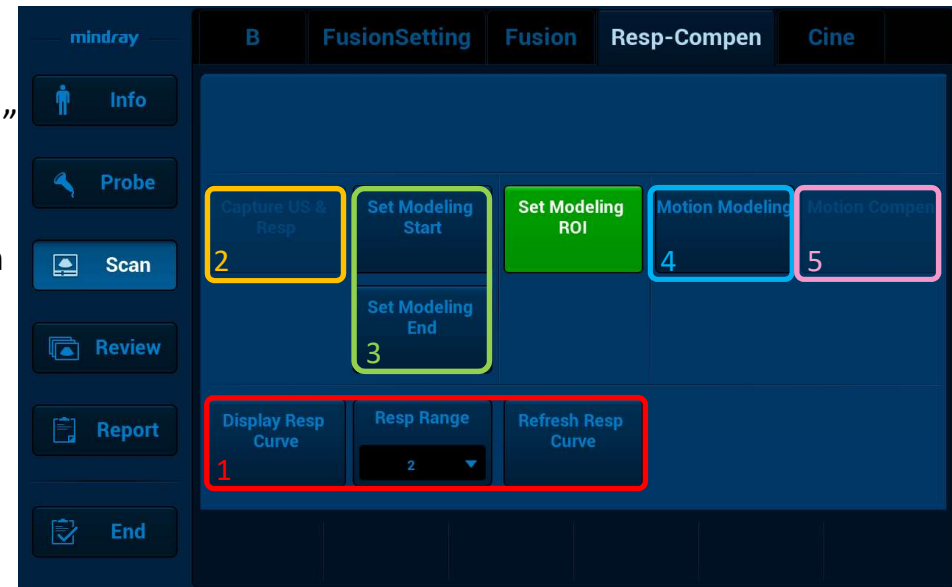 mindray
B FusionSetting Fusion Resp-Compen Cine
Info
”
Probe
Capture US & Resp
2
Set Modeling Start
Set Modeling ROI
Motion Modeling
4
Motion Compen
5
n
Scan
Set Modeling End
3
Review
Report
Display Resp Curve
1
Resp Range
2
Refresh Resp Curve
End